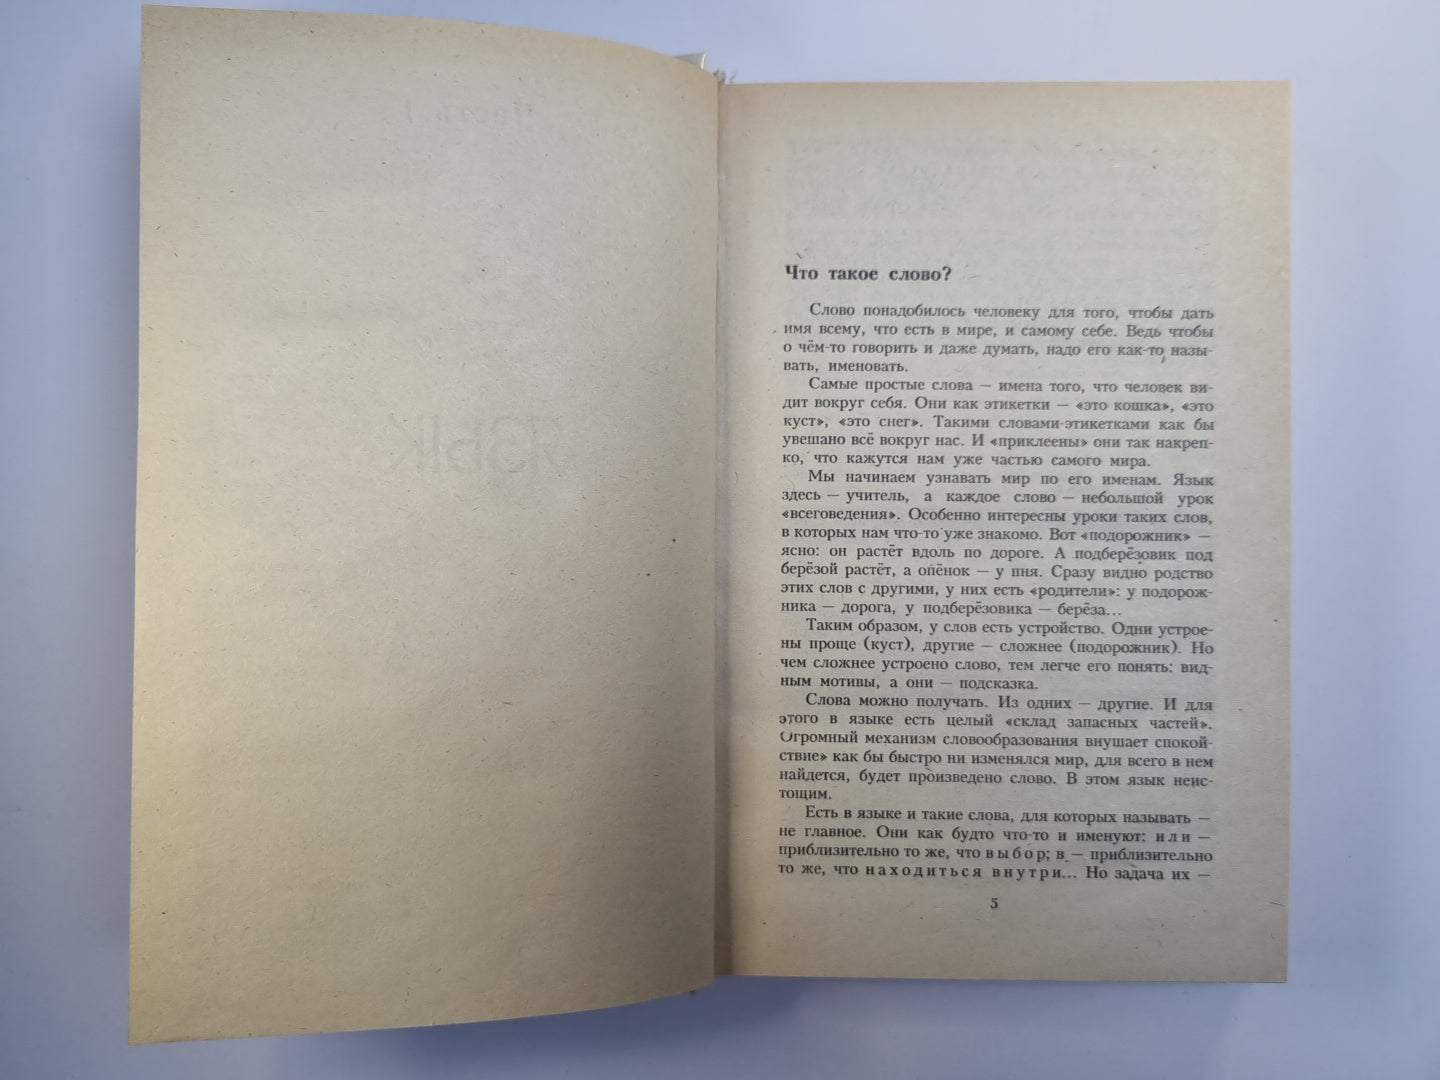 Что такое слово?
Слово понадобилось человеку для того, чтобы дать
имя всему, что есть в мире, и самому себе. Ведь чтобы
о чём-то говорить и даже думать, надо его как-то назы-
вать, именовать.
Самые простые слова — имена того, что человек ви-
дит вокруг себя. Они как этикетки — «это кошка», «это
куст», «это снег». Такими словами-этикетками как бы
увешано всё вокруг нас. И «приклеены» они так накреп-
ко, что кажутся нам уже частью самого мира.
Мы начинаем узнавать мир по его именам. Язык
здесь — учитель, а каждое слово — небольшой урок
«всеговедения». Особенно интересны уроки таких слов,
в которых нам что-то уже знакомо. Вот «подорожник» —
ясно: он растёт вдоль по дороге. А подберёзовик под
берёзой растёт, а опёнок — у пня. Сразу видно родство
этих слов с другими, у них есть «родители»: у подорож-
ника — дорога, у подберёзовика — берёза...
Таким образом, у слов есть устройство. Одни устрое-
ны проще (куст), другие — сложнее (подорожник). Но
чем сложнее устроено слово, тем легче его понять: вид-
ным мотивы, а они — подсказка.
Слова можно получать. Из одних — другие. И для
этого в языке есть целый «склад запасных частей».
Огромный механизм словообразования внушает спокой-
ствие» как бы быстро ни изменялся мир, для всего в нем
найдется, будет произведено слово. В этом язык неис-
тощим.
Есть в языке и такие слова, для которых называть —
не главное. Они как будто что-то и именуют: или —
приблизительно то же, что выбор; в — приблизительно
то же, что находиться внутри... Но задача их —
5